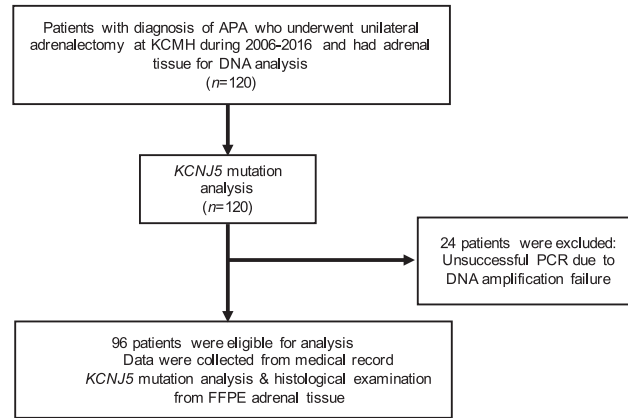 Patients with diagnosis of APA who underwent unilateral
adrenalectomy at KCMH during 2006-2016 and had adrenal
tissue for DNA analysis
(n=120)
KCNJ5 mutation
analysis
(n=120)
24 patients were excluded:
Unsuccessful PCR due to
DNA amplification failure
96 patients were eligible for analysis
Data were collected from medical record
KCNJ5 mutation analysis & histological examination
from FFPE adrenal tissue